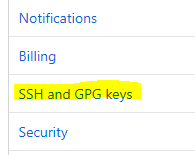 Notifications
Billing
SSH and GPG keys
Security